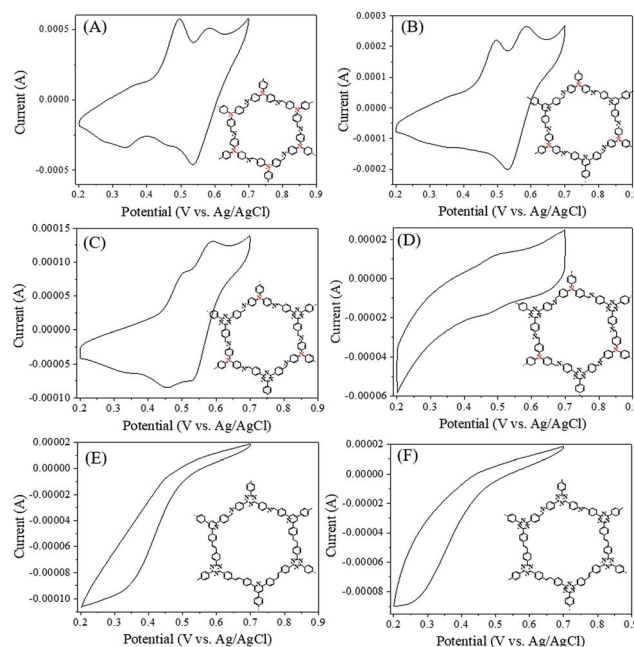 (A)
0.0005
0.0000
-0.0005
Current (A)
0.2 0.3 0.4 0.5 0.6 0.7 0.8 0.9
Potential (V vs. Ag/AgCl)
(B)
0.0003
0.0002
0.0001
0.0000
-0.0001
-0.0002
Current (A)
0.2 0.3 0.4 0.5 0.6 0.7 0.8 0.9
Potential (V vs. Ag/AgCl)
(C)
0.00015
0.00010
0.00005
0.00000
-0.00005
-0.00010
Current (A)
0.2 0.3 0.4 0.5 0.6 0.7 0.8 0.9
Potential (V vs. Ag/AgCl)
(D)
0.00002
0.00000
-0.00002
-0.00004
-0.00006
Current (A)
0.2 0.3 0.4 0.5 0.6 0.7 0.8 0.9
Potential (V vs. Ag/AgCl)
(E)
0.00002
0.00000
-0.00002
-0.00004
-0.00006
-0.00008
-0.00010
Current (A)
0.2 0.3 0.4 0.5 0.6 0.7 0.8 0.9
Potential (V vs. Ag/AgCl)
(F)
0.00002
0.00000
-0.00002
-0.00004
-0.00006
-0.00008
Current (A)
0.2 0.3 0.4 0.5 0.6 0.7 0.8 0.9
Potential (V vs. Ag/AgCl)